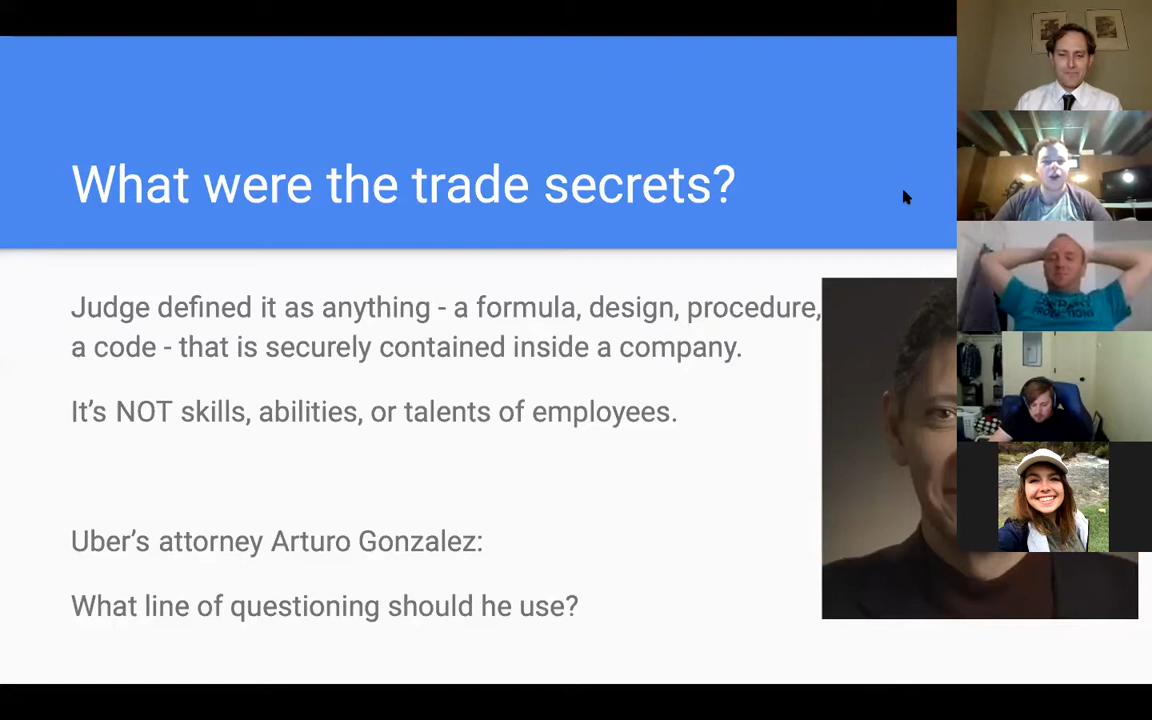 What were the trade secrets?
Judge defined it as anything - a formula, design, procedure,
a code - that is securely contained inside a company.
It's NOT skills, abilities, or talents of employees.
Uber's attorney Arturo Gonzalez:
What line of questioning should he use?